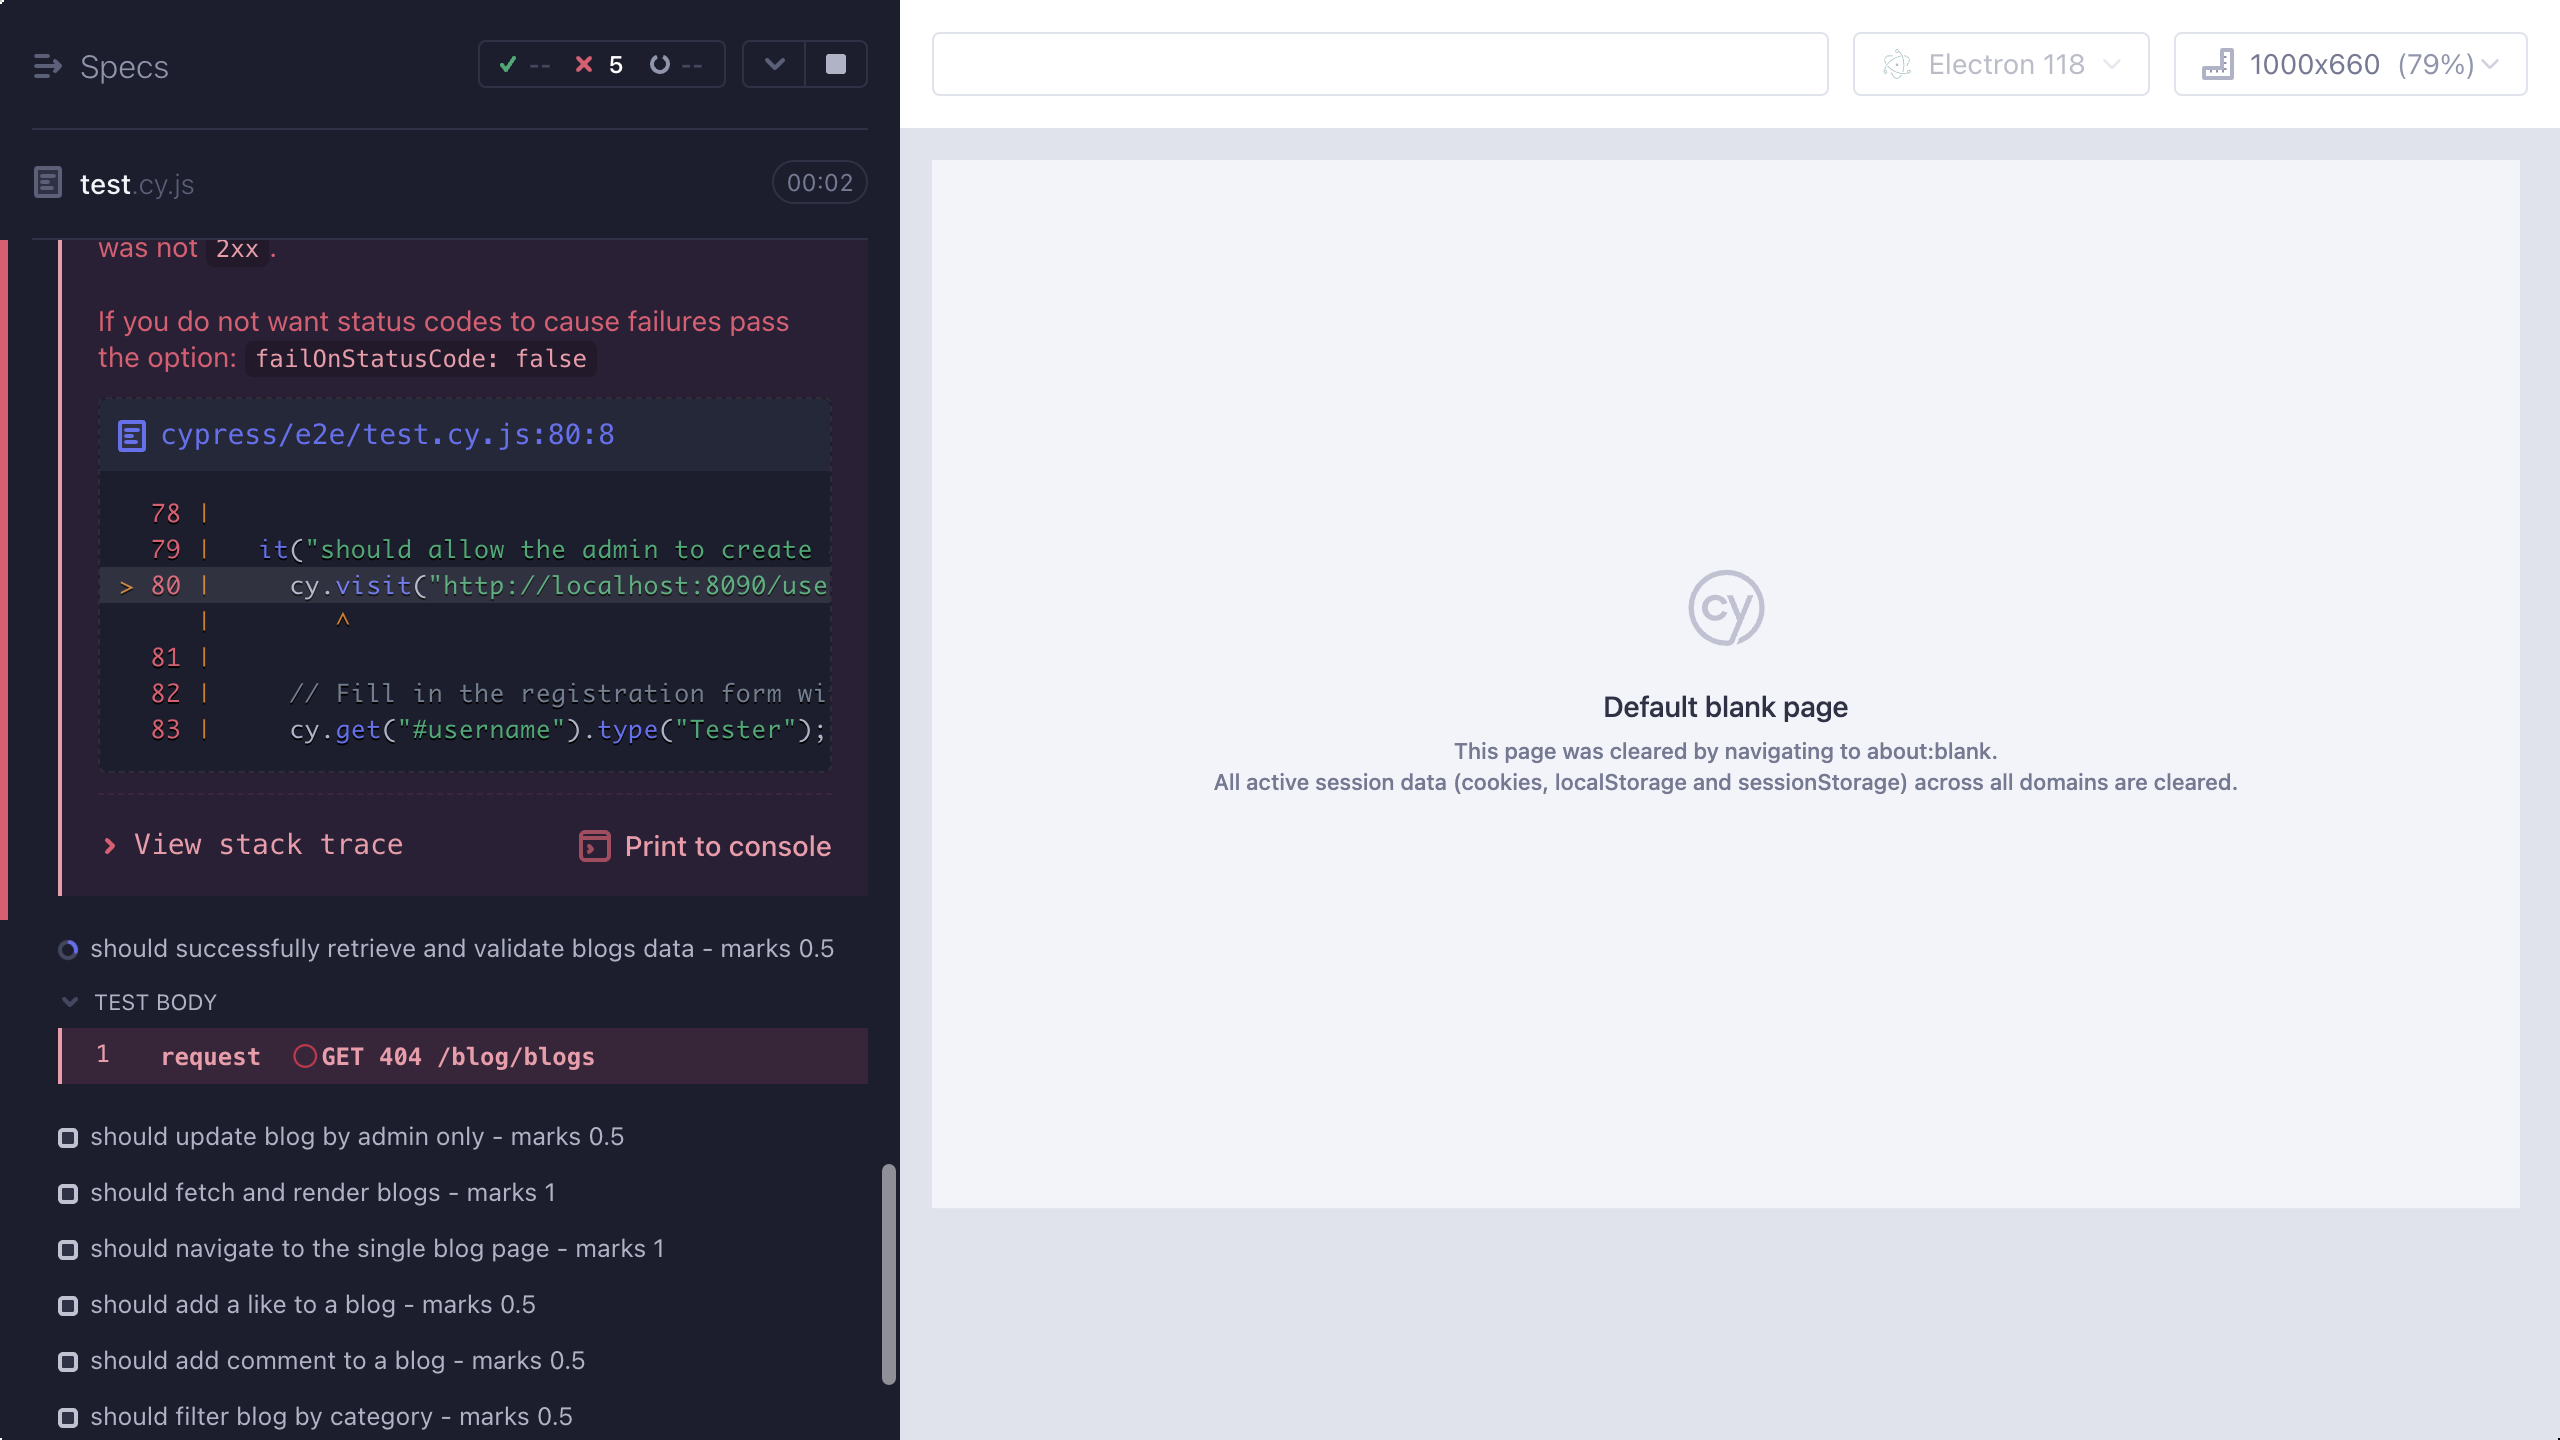 Specs
-- 5 --
test.cy.js
00:02
was not 2xx.
If you do not want status codes to cause failures pass
the option: failOnStatusCode: false
cypress/e2e/test.cy.js:80:8
78 |
79 | it("should allow the admin to create
> 80 | cy.visit("http://localhost:8090/use
| ^
81 |
82 | // Fill in the registration form wi
83 | cy.get("#username").type("Tester");
View stack trace
Print to console
should successfully retrieve and validate blogs data - marks 0.5
TEST BODY
1 request GET 404 /blog/blogs
should update blog by admin only - marks 0.5
should fetch and render blogs - marks 1
should navigate to the single blog page - marks 1
should add a like to a blog - marks 0.5
should add comment to a blog - marks 0.5
should filter blog by category - marks 0.5
Electron 118
1000x660 (79%)
cy
Default blank page
This page was cleared by navigating to about:blank.
All active session data (cookies, localStorage and sessionStorage) across all domains are cleared.